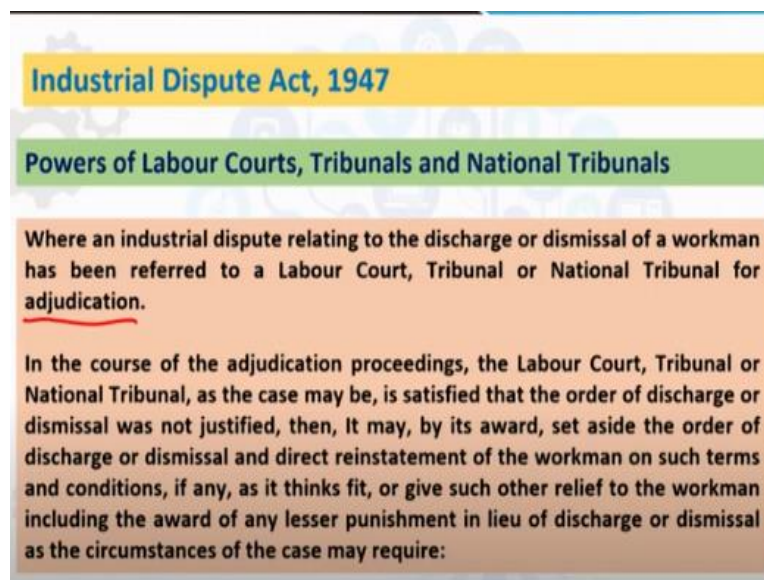 Industrial Dispute Act, 1947
Powers of Labour Courts, Tribunals and National Tribunals
Where an industrial dispute relating to the discharge or dismissal of a workman
has been referred to a Labour Court, Tribunal or National Tribunal for
adjudication.
In the course of the adjudication proceedings, the Labour Court, Tribunal or
National Tribunal, as the case may be, is satisfied that the order of discharge or
dismissal was not justified, then, It may, by its award, set aside the order of
discharge or dismissal and direct reinstatement of the workman on such terms
and conditions, if any, as it thinks fit, or give such other relief to the workman
including the award of any lesser punishment in lieu of discharge or dismissal
as the circumstances of the case may require: